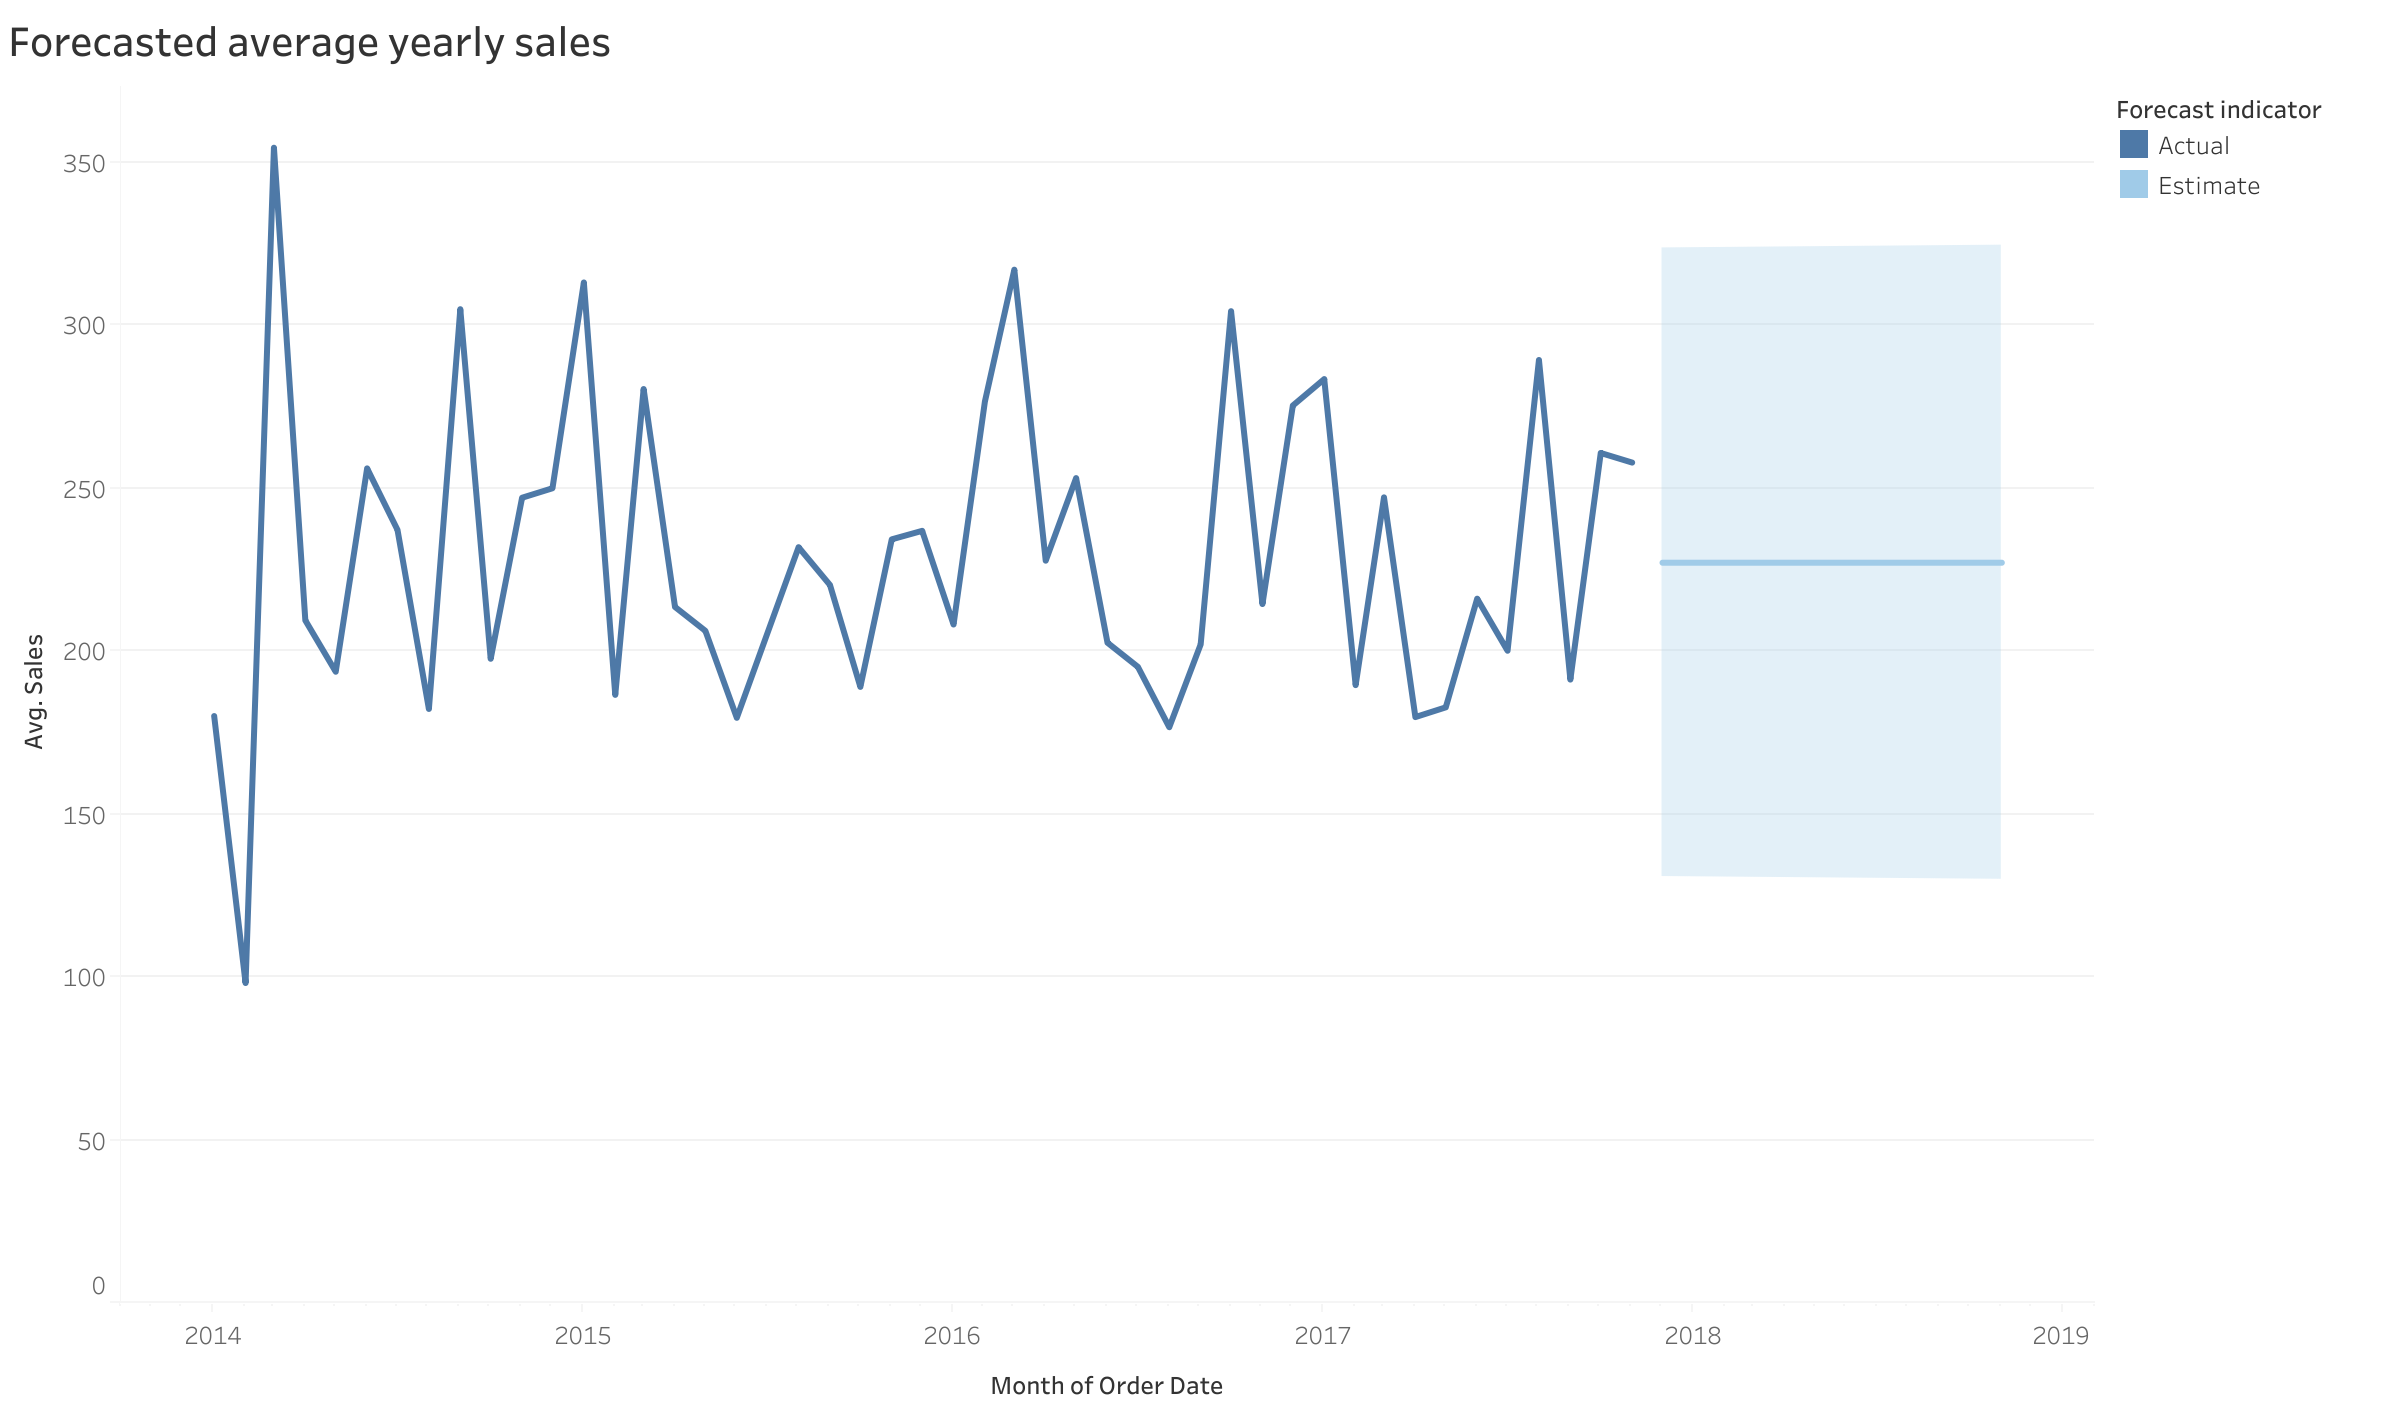 Forecasted average yearly sales
Forecast indicator
Actual
Estimate
350
300
250
200
150
100
50
0
Avg. Sales
2014 2015 2016 2017 2018 2019
Month of Order Date